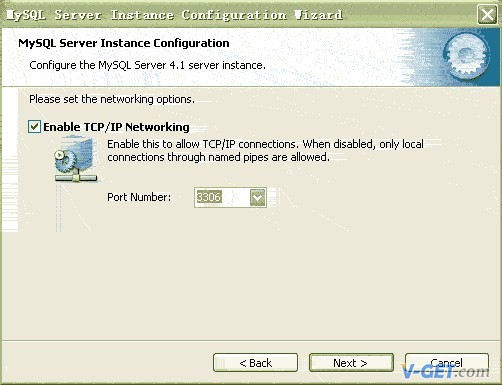 MySQL Server Instance Configuration Wizard
MySQL Server Instance Configuration
Configure the MySQL Server 4.1 server instance.
Please set the networking options.
Enable TCP/IP Networking
Enable this to allow TCP/IP connections. When disabled, only local
connections through named pipes are allowed.
Port Number: 3306
< Back Next > Cancel
V-GET.com